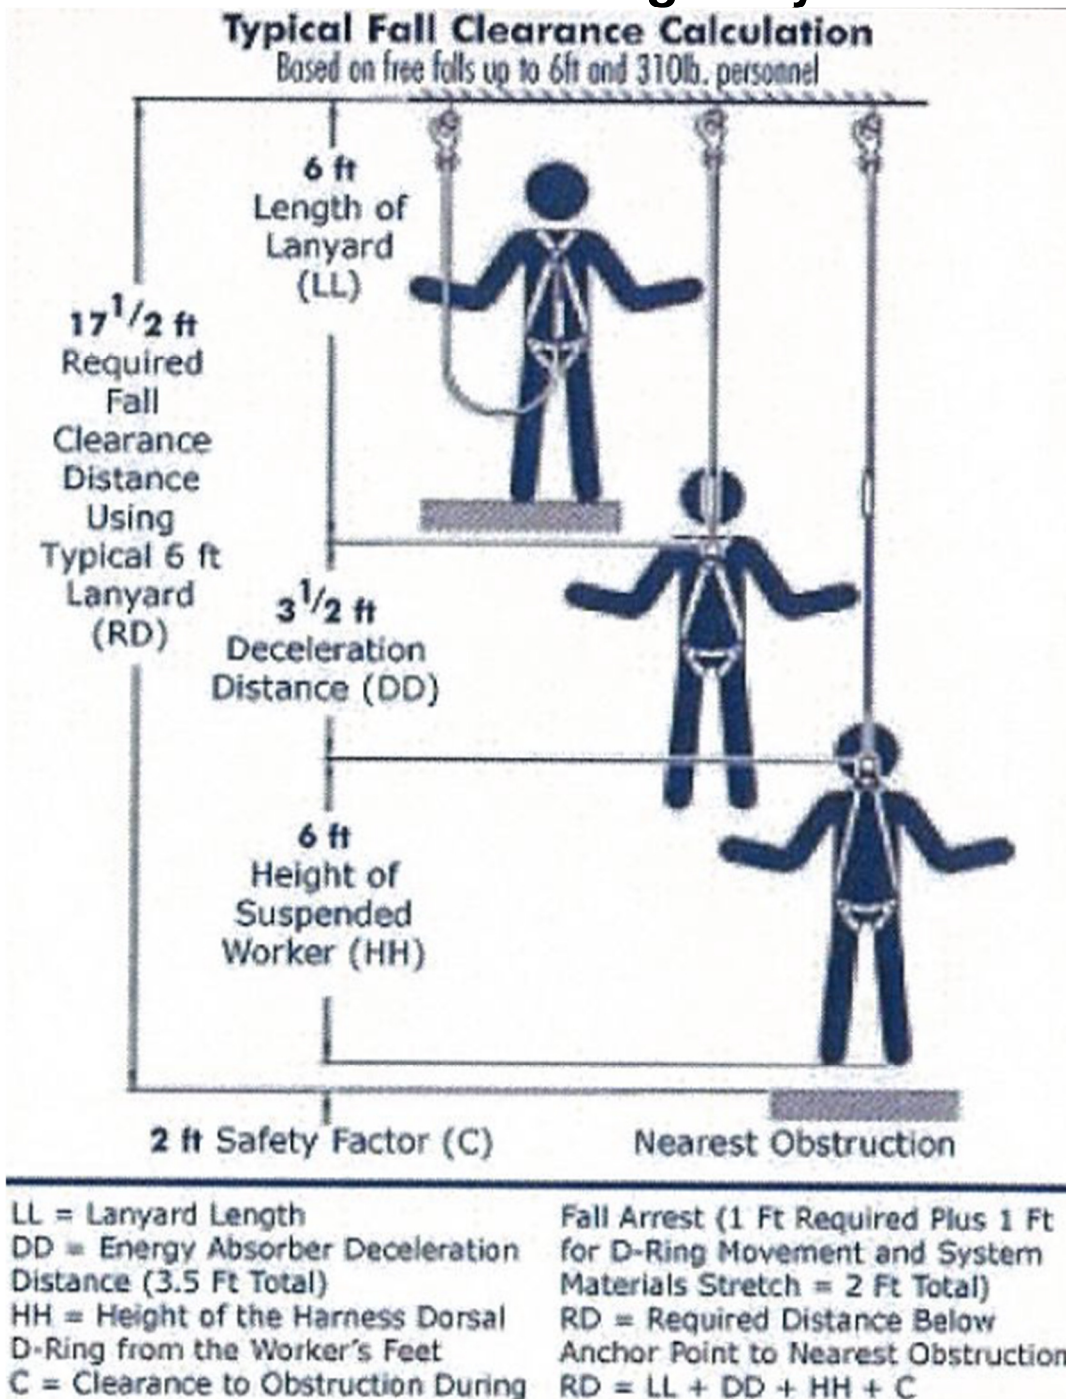 Typical Fall Clearance Calculation
Based on free falls up to 6ft and 310lb. personnel
6 ft
Length of
Lanyard
(LL)
17 1/2 ft
Required
Fall
Clearance
Distance
Using
Typical 6 ft
Lanyard
(RD)
3 1/2 ft
Deceleration
Distance (DD)
6 ft
Height of
Suspended
Worker (HH)
2 ft Safety Factor (C)
Nearest Obstruction
LL = Lanyard Length
DD = Energy Absorber Deceleration
Distance (3.5 Ft Total)
HH = Height of the Harness Dorsal
D-Ring from the Worker's Feet
C = Clearance to Obstruction During
Fall Arrest (1 Ft Required Plus 1 Ft
for D-Ring Movement and System
Materials Stretch = 2 Ft Total)
RD = Required Distance Below
Anchor Point to Nearest Obstruction
RD = LL + DD + HH + C